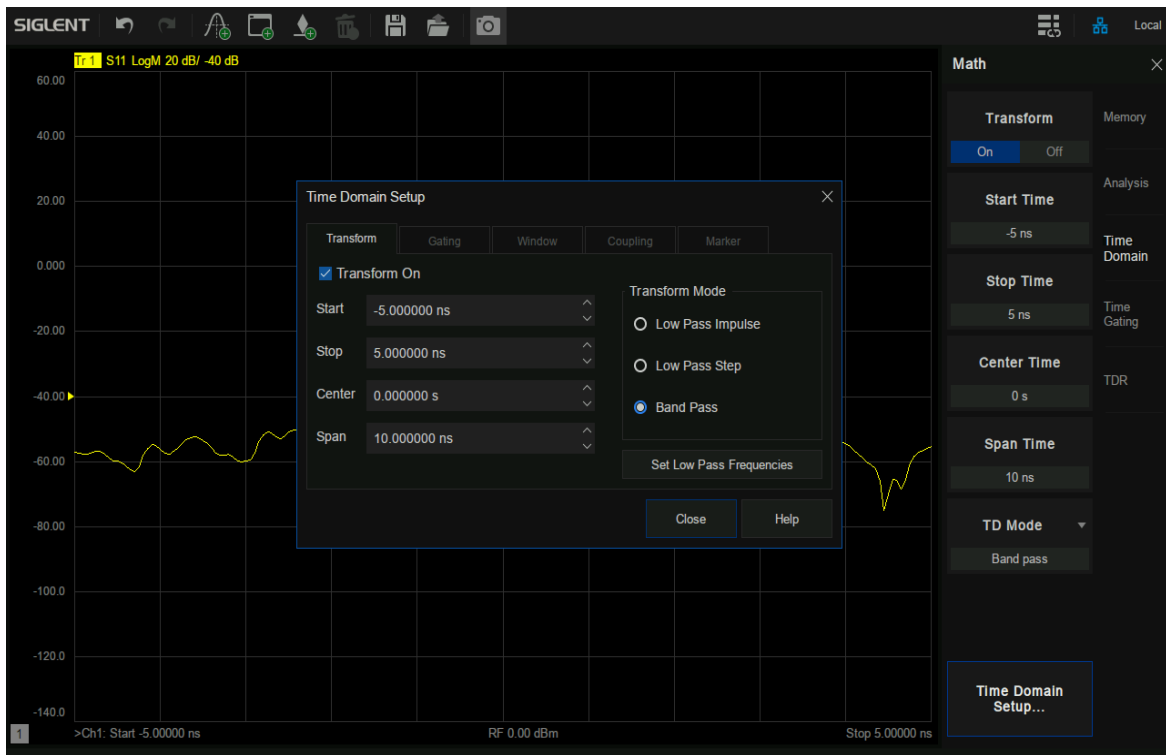 SIGLENT
Local
Tr 1 S11 LogM 20 dB/ -40 dB
60.00
40.00
20.00
0.000
-20.00
-40.00
-60.00
-80.00
-100.0
-120.0
-140.0
1
>Ch1: Start -5.00000 ns
RF 0.00 dBm
Stop 5.00000 ns
Time Domain Setup
Transform
Gating
Window
Coupling
Marker
Transform On
Start
-5.000000 ns
Stop
5.000000 ns
Center
0.000000 s
Span
10.000000 ns
Transform Mode
Low Pass Impulse
Low Pass Step
Band Pass
Set Low Pass Frequencies
Close
Help
Math
Transform
On
Off
Start Time
-5 ns
Stop Time
5 ns
Center Time
0 s
Span Time
10 ns
TD Mode
Band pass
Time Domain
Setup...
Memory
Analysis
Time
Domain
Time
Gating
TDR